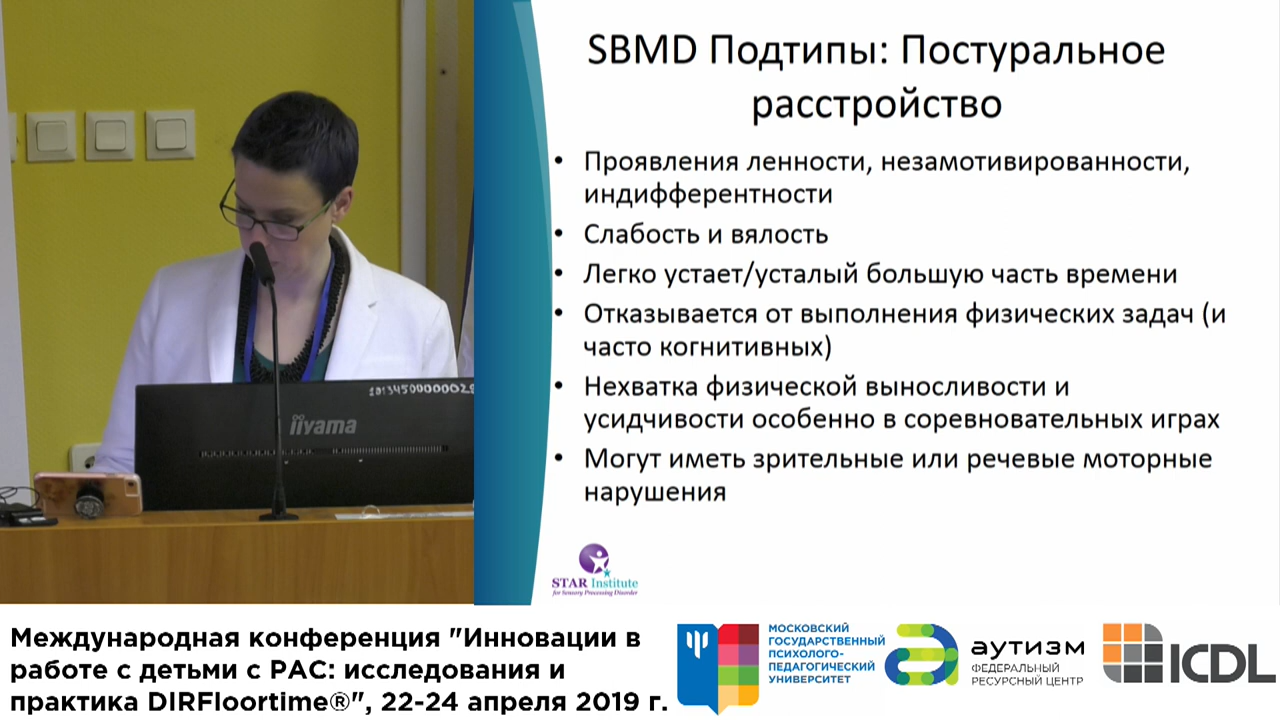 SBMD Подтипы: Постуральное
расстройство
• Проявления ленности, незамотивированности,
индифферентности
• Слабость и вялость
• Легко устает/усталый большую часть времени
• Отказывается от выполнения физических задач (и
часто когнитивных)
• Нехватка физической выносливости и
усидчивости особенно в соревновательных играх
• Могут иметь зрительные или речевые моторные
нарушения
STAR Institute
for Sensory Processing Disorder
iiyama
Международная конференция "Инновации в
работе с детьми с РАС: исследования и
практика DIRFloortime®", 22-24 апреля 2019 г.
МОСКОВСКИЙ
ГОСУДАРСТВЕННЫЙ
ПСИХОЛОГО-
ПЕДАГОГИЧЕСКИЙ
УНИВЕРСИТЕТ
аутизм
ФЕДЕРАЛЬНЫЙ
РЕСУРСНЫЙ ЦЕНТР
ICDL